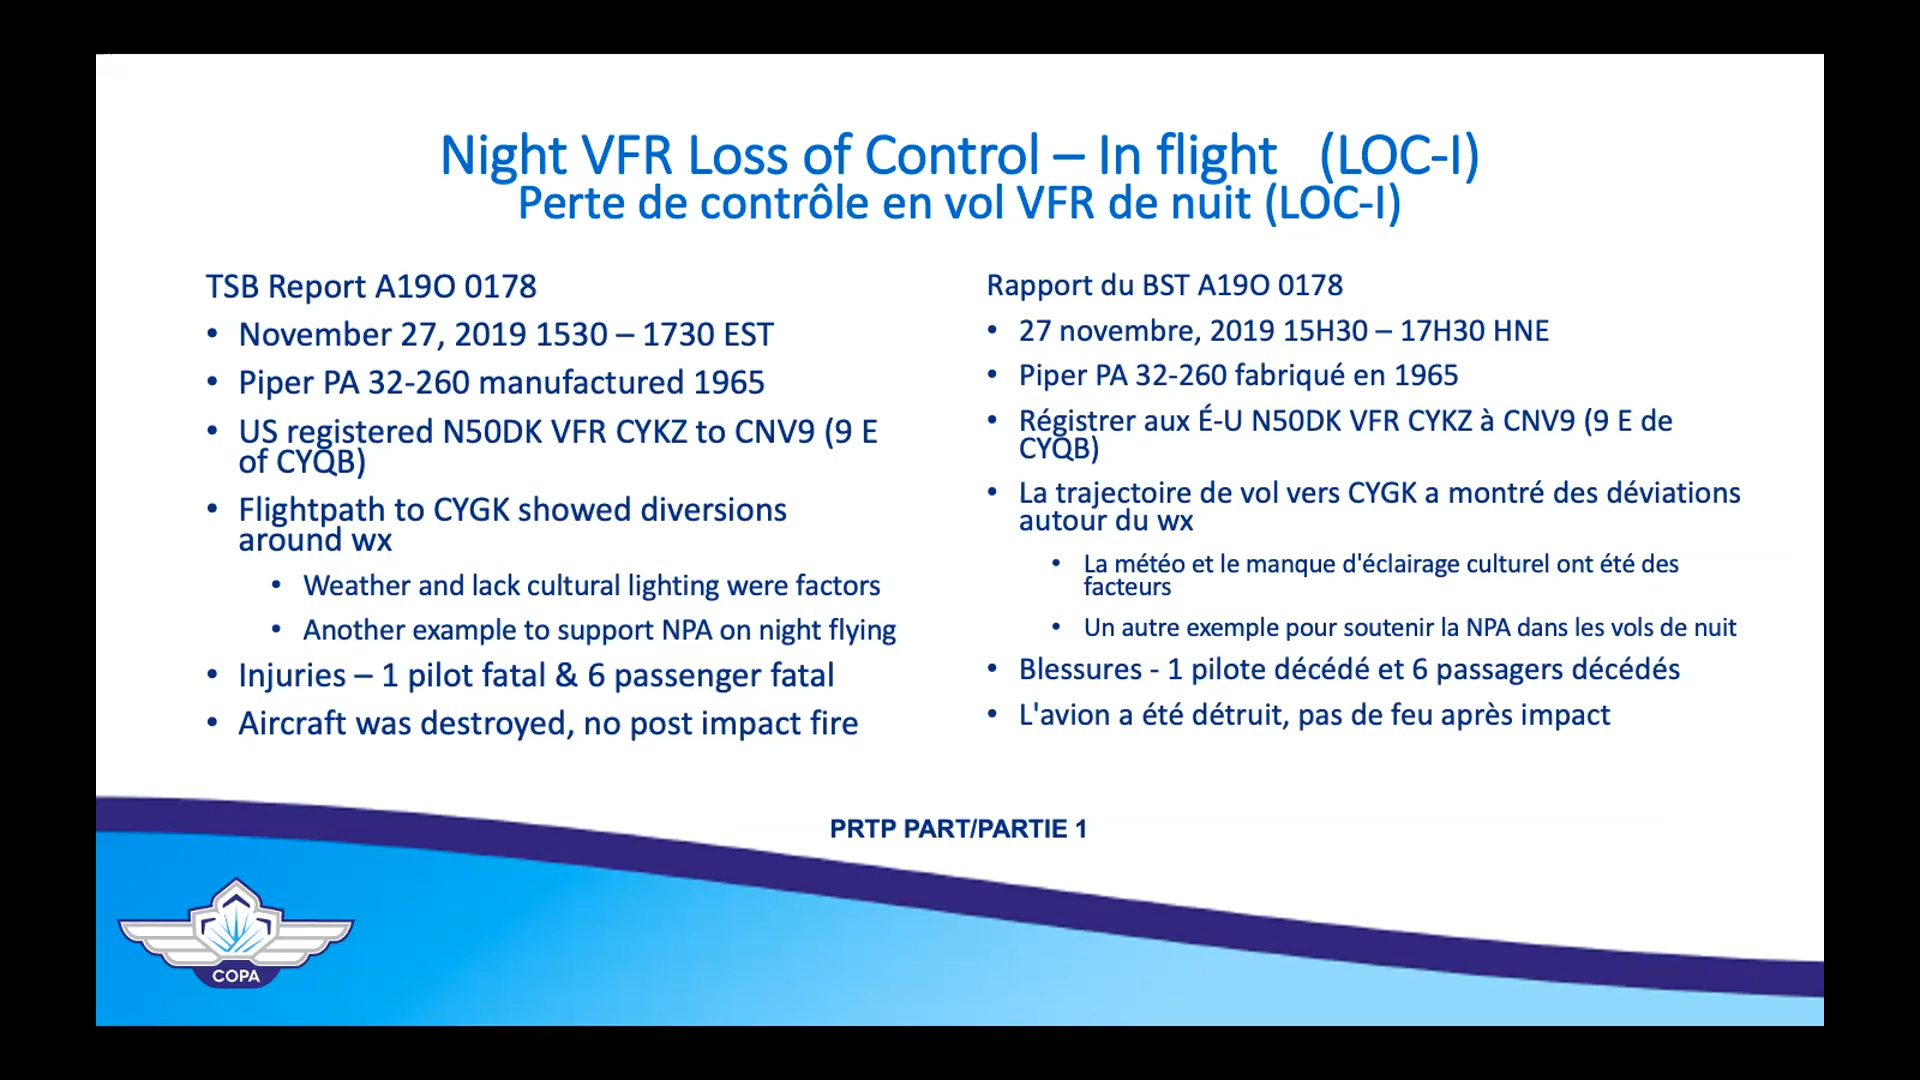 Night VFR Loss of Control – In flight (LOC-I)
Perte de contrôle en vol VFR de nuit (LOC-I)
TSB Report A19O 0178
• November 27, 2019 1530 – 1730 EST
• Piper PA 32-260 manufactured 1965
• US registered N50DK VFR CYKZ to CNV9 (9 E
of CYQB)
• Flightpath to CYGK showed diversions
around wx
• Weather and lack cultural lighting were factors
• Another example to support NPA on night flying
• Injuries – 1 pilot fatal & 6 passenger fatal
• Aircraft was destroyed, no post impact fire
Rapport du BST A19O 0178
• 27 novembre, 2019 15H30 – 17H30 HNE
• Piper PA 32-260 fabriqué en 1965
• Régistrer aux É-U N50DK VFR CYKZ à CNV9 (9 E de
CYQB)
• La trajectoire de vol vers CYGK a montré des déviations
autour du wx
• La météo et le manque d'éclairage culturel ont été des
facteurs
• Un autre exemple pour soutenir la NPA dans les vols de nuit
• Blessures - 1 pilote décédé et 6 passagers décédés
• L'avion a été détruit, pas de feu après impact
PRTP PART/PARTIE 1
COPA